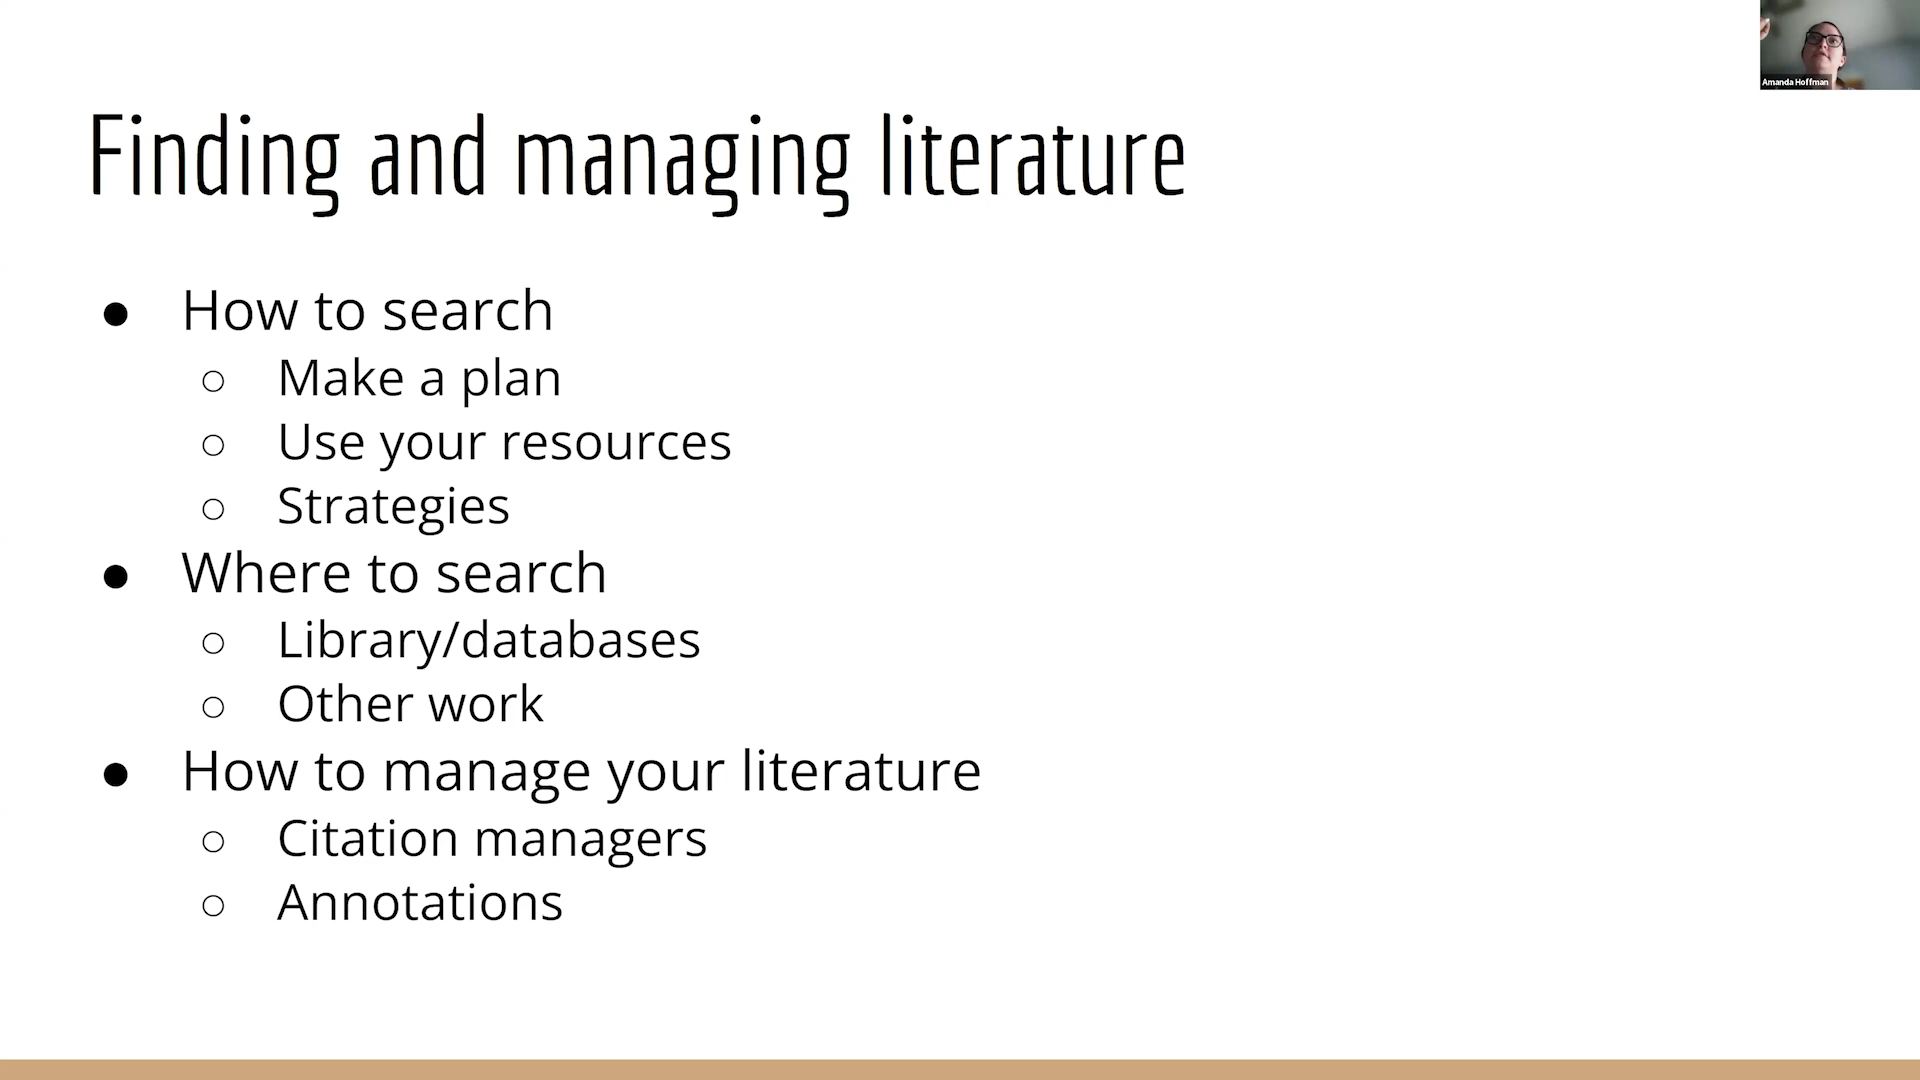 Amanda Hoffman
Finding and managing literature
● How to search
○ Make a plan
○ Use your resources
○ Strategies
● Where to search
○ Library/databases
○ Other work
● How to manage your literature
○ Citation managers
○ Annotations